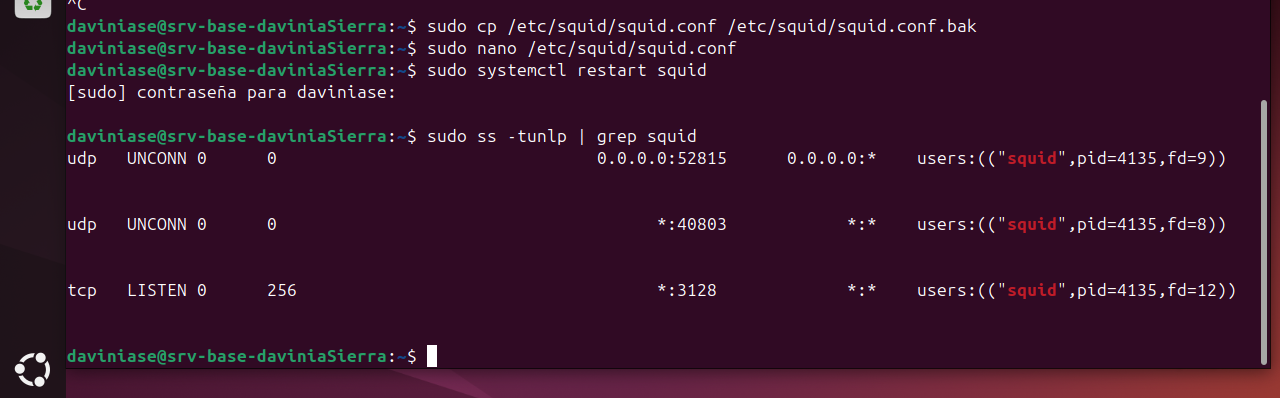 ^C
daviniase@srv-base-daviniaSierra:~$ sudo cp /etc/squid/squid.conf /etc/squid/squid.conf.bak
daviniase@srv-base-daviniaSierra:~$ sudo nano /etc/squid/squid.conf
daviniase@srv-base-daviniaSierra:~$ sudo systemctl restart squid
[sudo] contraseña para daviniase:
daviniase@srv-base-daviniaSierra:~$ sudo ss -tunlp | grep squid
udp UNCONN 0 0 0.0.0.0:52815 0.0.0.0:* users:(("squid",pid=4135,fd=9))
udp UNCONN 0 0 *:40803 *:* users:(("squid",pid=4135,fd=8))
tcp LISTEN 0 256 *:3128 *:* users:(("squid",pid=4135,fd=12))
daviniase@srv-base-daviniaSierra:~$